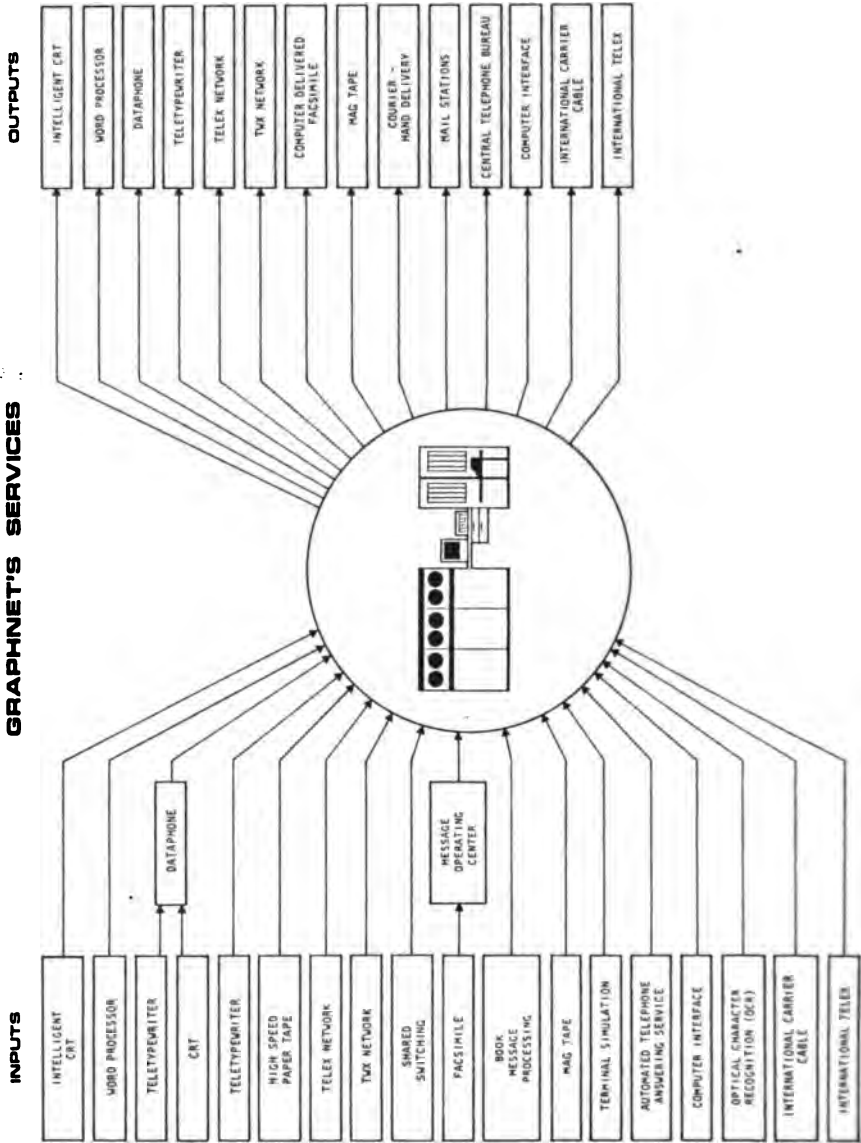 GRAPHNET'S SERVICES
INPUTS
INTELLIGENT
CRT
WORD PROCESSOR
TELETYPEWRITER
CRT
TELETYPEWRITER
HIGH SPEED
PAPER TAPE
TELEX NETWORK
TWX NETWORK
SHARED
SWITCHING
FACSIMILE
BOOK
MESSAGE
PROCESSING
MAG TAPE
TERMINAL SIMULATION
AUTOMATED TELEPHONE
ANSWERING SERVICE
COMPUTER INTERFACE
OPTICAL CHARACTER
RECOGNITION (OCR)
INTERNATIONAL CARRIER
CABLE
INTERNATIONAL TELEX
DATAPHONE
MESSAGE
OPERATING
CENTER
OUTPUTS
INTELLIGENT CRT
WORD PROCESSOR
DATAPHONE
TELETYPEWRITER
TELEX NETWORK
TWX NETWORK
COMPUTER DELIVERED
FACSIMILE
MAG TAPE
COURIER -
HAND DELIVERY
MAIL STATIONS
CENTRAL TELEPHONE BUREAU
COMPUTER INTERFACE
INTERNATIONAL CARRIER
CABLE
INTERNATIONAL TELEX